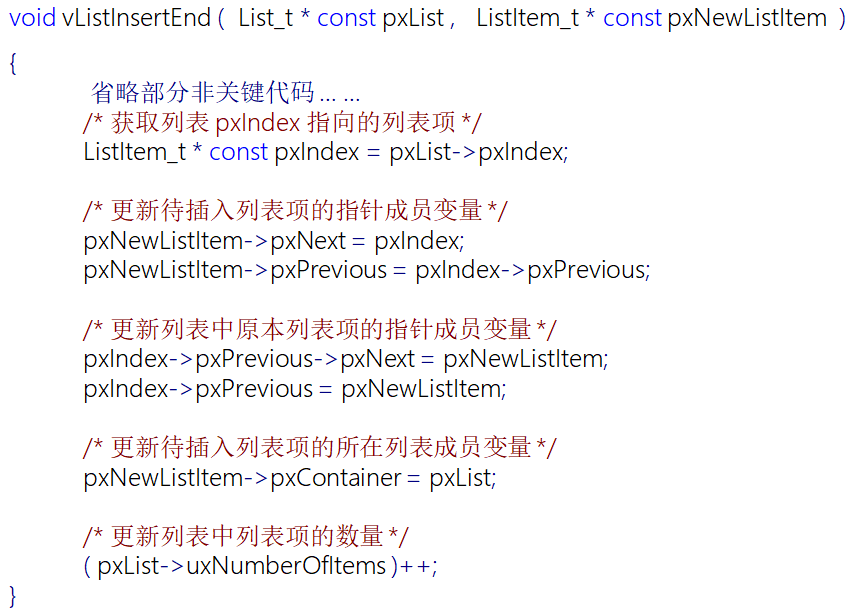 void vListInsertEnd ( List_t * const pxList , ListItem_t * const pxNewListItem )
{
省略部分非关键代码 ... ...
/* 获取列表 pxIndex 指向的列表项 */
ListItem_t * const pxIndex = pxList->pxIndex;
/* 更新待插入列表项的指针成员变量 */
pxNewListItem->pxNext = pxIndex;
pxNewListItem->pxPrevious = pxIndex->pxPrevious;
/* 更新列表中原本列表项的指针成员变量 */
pxIndex->pxPrevious->pxNext = pxNewListItem;
pxIndex->pxPrevious = pxNewListItem;
/* 更新待插入列表项的所在列表成员变量 */
pxNewListItem->pxContainer = pxList;
/* 更新列表中列表项的数量 */
( pxList->uxNumberOfItems )++;
}